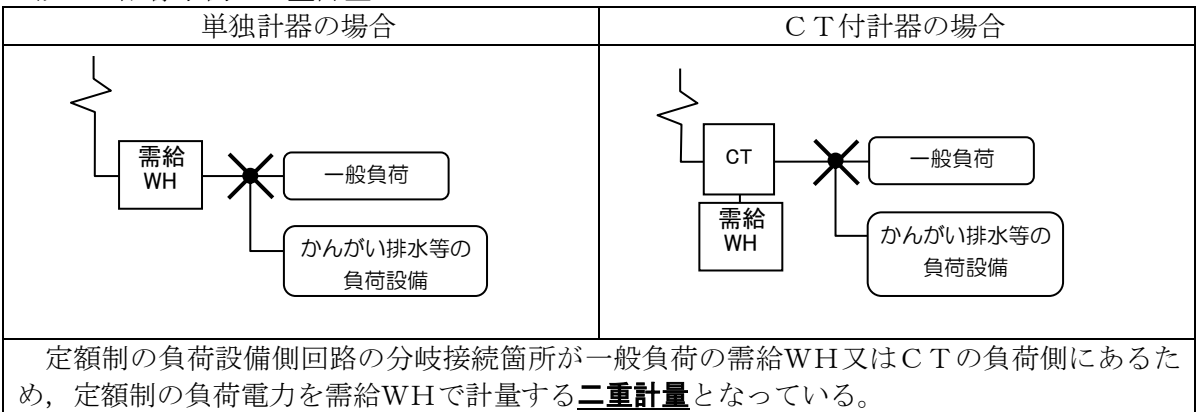 単独計器の場合
CT付計器の場合
需給
WH
一般負荷
かんがい排水等の
負荷設備
CT
需給
WH
一般負荷
かんがい排水等の
負荷設備
定額制の負荷設備側回路の分岐接続箇所が一般負荷の需給WH又はCTの負荷側にあるた
め,定額制の負荷電力を需給WHで計量する二重計量となっている。